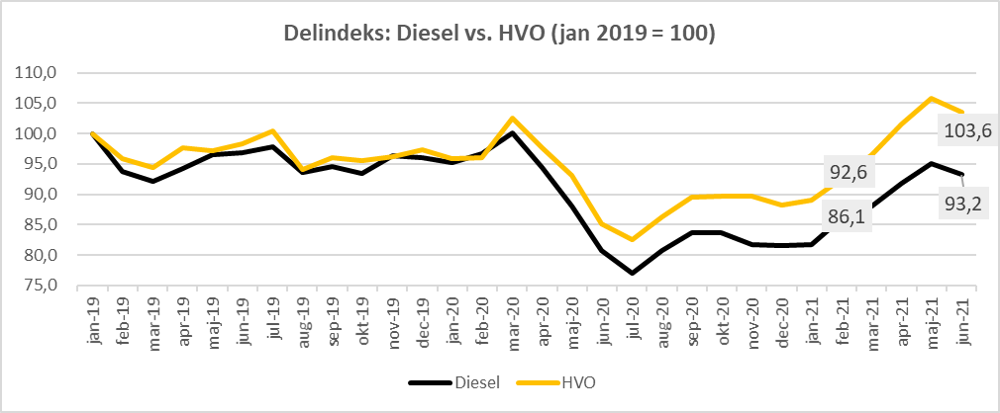 Delindeks: Diesel vs. HVO (jan 2019 = 100)
110,0
105,0
100,0
95,0
90,0
85,0
80,0
75,0
103,6
92,6
86,1
93,2
jan-19
feb-19
mar-19
apr-19
maj-19
jun-19
jul-19
aug-19
sep-19
okt-19
nov-19
dec-19
jan-20
feb-20
mar-20
apr-20
maj-20
jun-20
jul-20
aug-20
sep-20
okt-20
nov-20
dec-20
jan-21
feb-21
mar-21
apr-21
maj-21
jun-21
Diesel
HVO